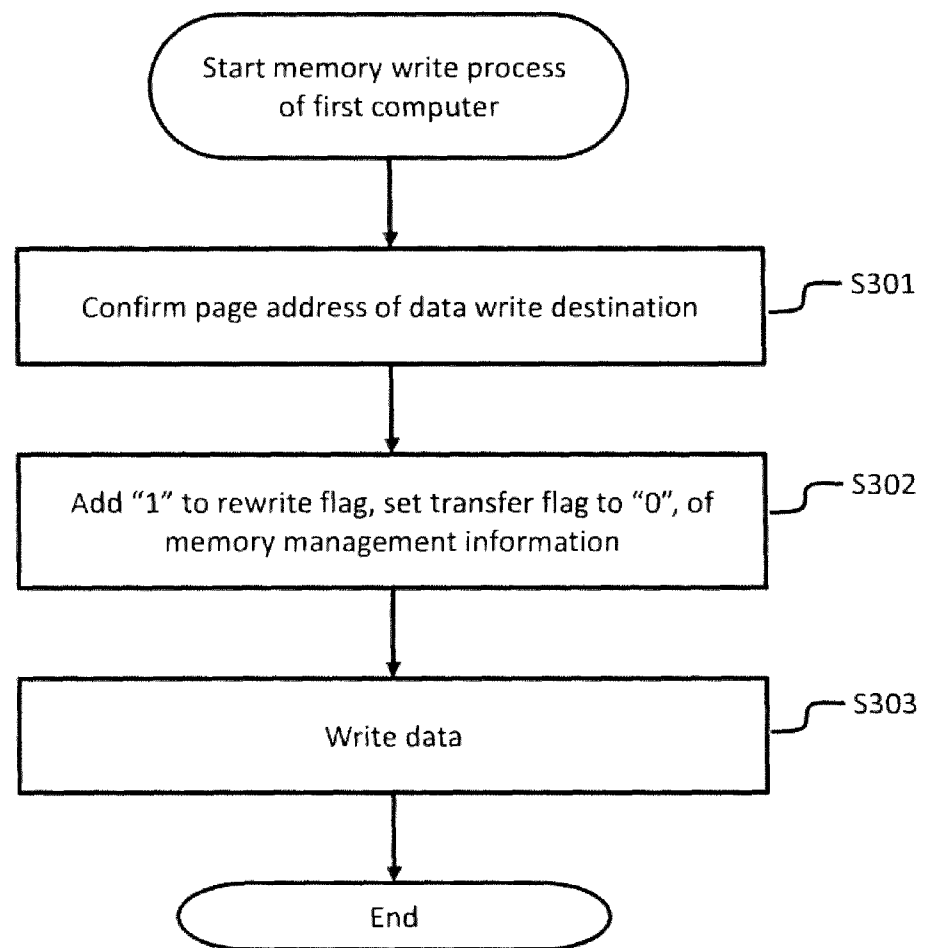 Start memory write process
of first computer
Confirm page address of data write destination
S301
Add “1” to rewrite flag, set transfer flag to “0”, of
memory management information
S302
Write data
S303
End